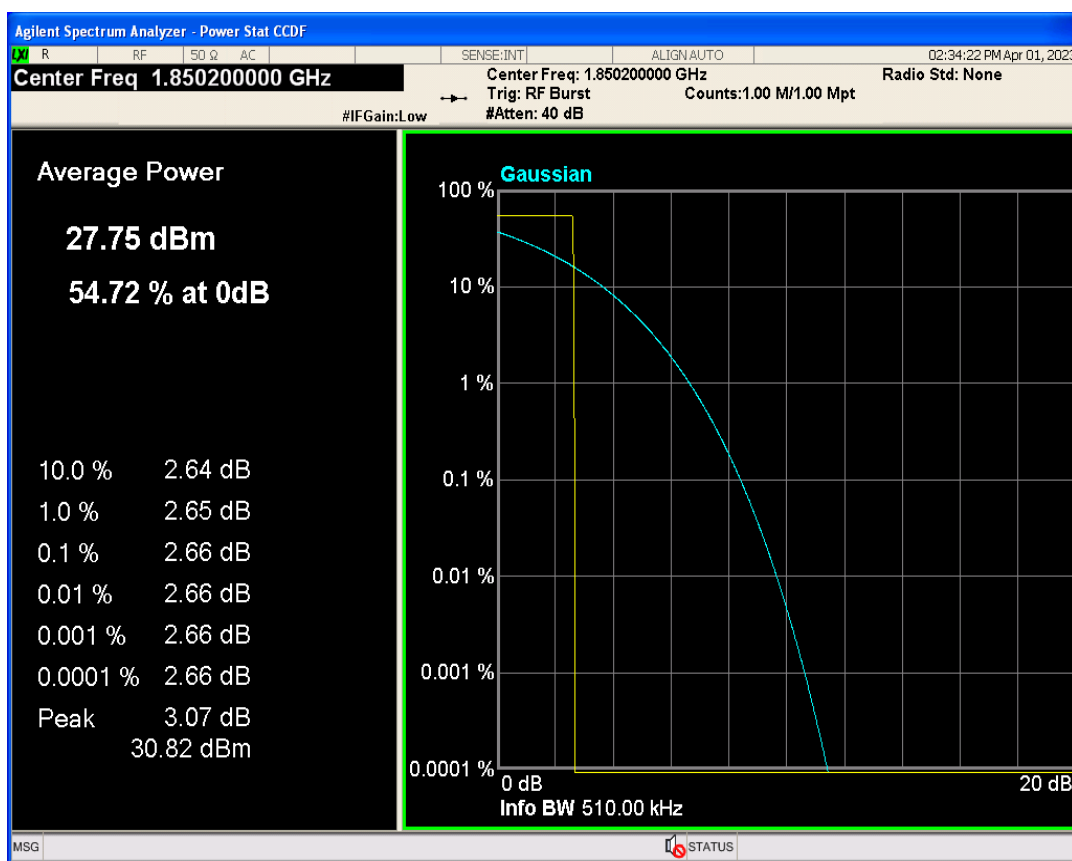 Agilent Spectrum Analyzer - Power Stat CCDF
LXI R RF 50 Ω AC SENSE:INT ALIGN AUTO 02:34:22 PM Apr 01, 2023
Center Freq 1.850200000 GHz
Center Freq: 1.850200000 GHz Radio Std: None
Trig: RF Burst Counts:1.00 M/1.00 Mpt
#IFGain:Low #Atten: 40 dB
Average Power
27.75 dBm
54.72 % at 0dB
10.0 % 2.64 dB
1.0 % 2.65 dB
0.1 % 2.66 dB
0.01 % 2.66 dB
0.001 % 2.66 dB
0.0001 % 2.66 dB
Peak 3.07 dB
30.82 dBm
Gaussian
100 %
10 %
1 %
0.1 %
0.01 %
0.001 %
0.0001 %
0 dB 20 dB
Info BW 510.00 kHz
MSG STATUS